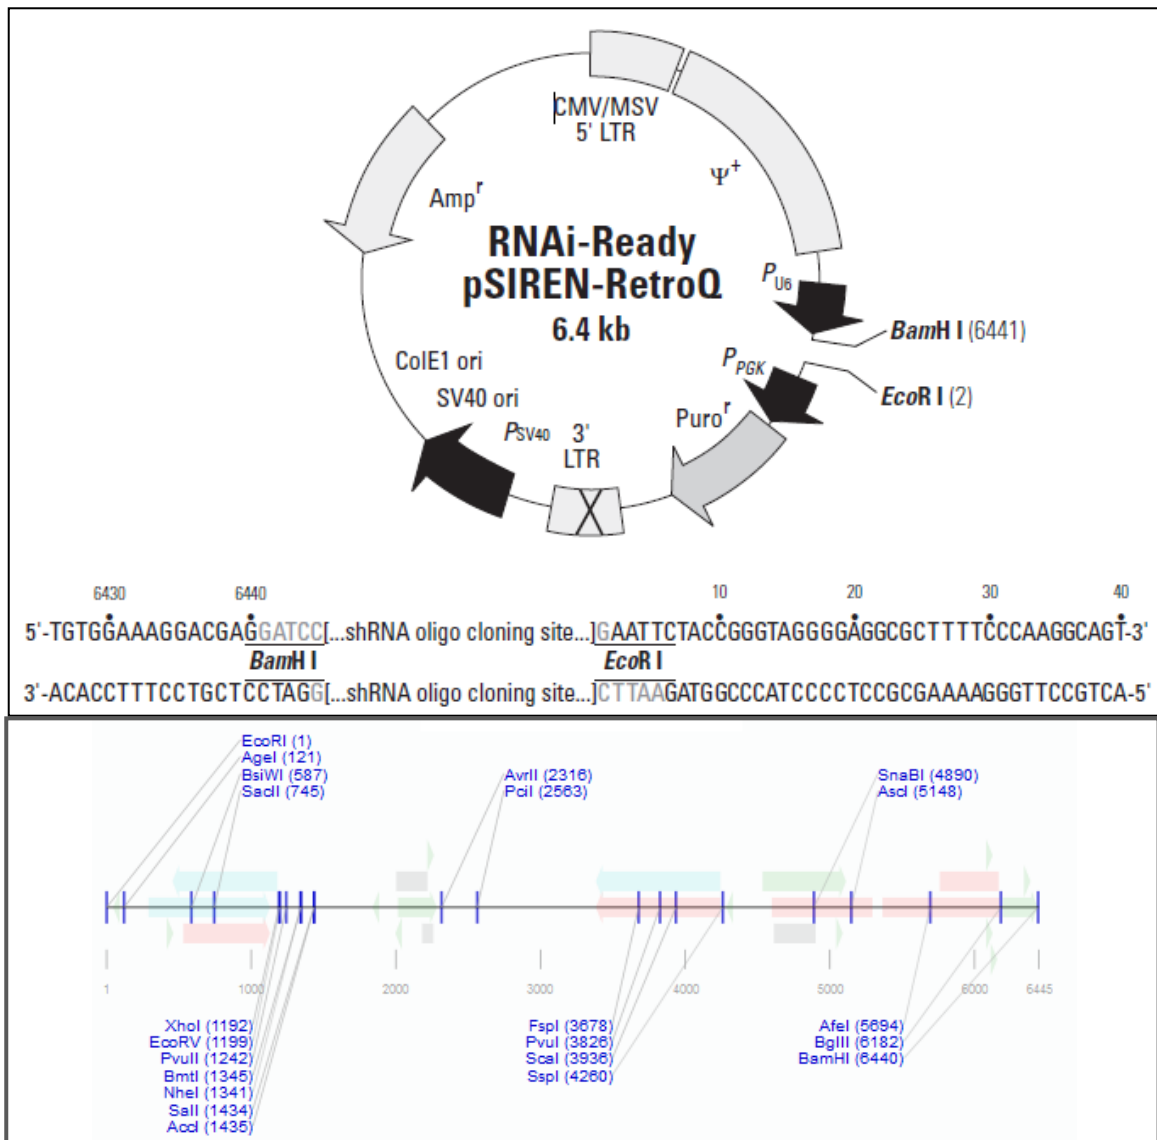 CMV/MSV
5' LTR
Ψ+
Ampr
RNAi-Ready
pSIREN-RetroQ
6.4 kb
PU6
BamH I (6441)
EcoR I (2)
PPGK
Puror
ColE1 ori
SV40 ori
PSV40
3'
LTR
6430 6440 10 20 30 40
5'-TGTGGAAAGGACGAGGATCC[...shRNA oligo cloning site...]GAATTCTACCGGGTAGGGGAGGCGCTTTTCCCAAGGCAGT-3'
BamH I EcoR I
3'-ACACCTTTCCTGCTCCTAGG[...shRNA oligo cloning site...]CTTAAGATGGCCCATCCCCTCCGCGAAAAGGGTTCCGTCA-5'
EcoRI (1)
AgeI (121)
BsiWI (587)
SacII (745)
AvrII (2316)
PciI (2563)
SnaBI (4890)
AscI (5148)
1 1000 2000 3000 4000 5000 6000 6445
XhoI (1192)
EcoRV (1199)
PvuII (1242)
BmtI (1345)
NheI (1341)
SalI (1434)
AccI (1435)
FspI (3678)
PvuI (3826)
ScaI (3936)
SspI (4260)
AfeI (5694)
BglII (6182)
BamHI (6440)